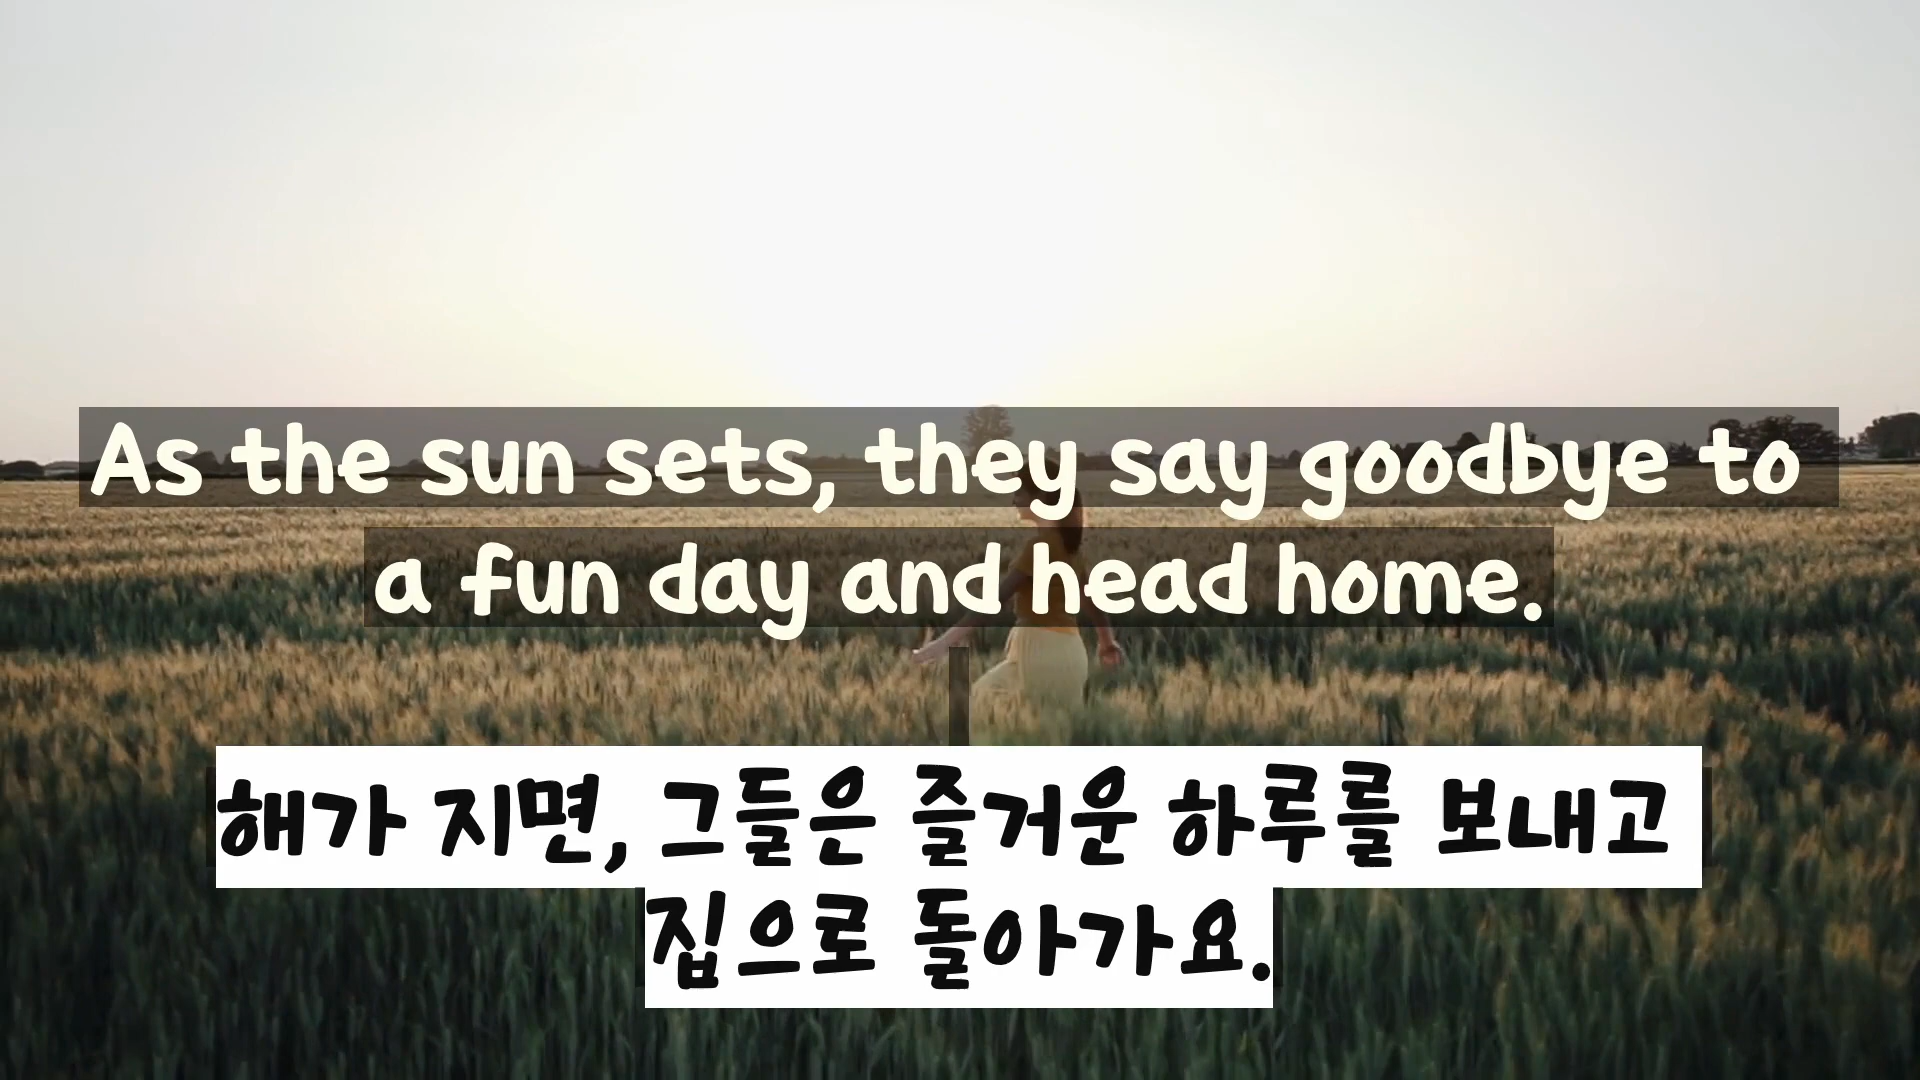 As the sun sets, they say goodbye to
a fun day and head home.
해가 지면, 그들은 즐거운 하루를 보내고
집으로 돌아가요.